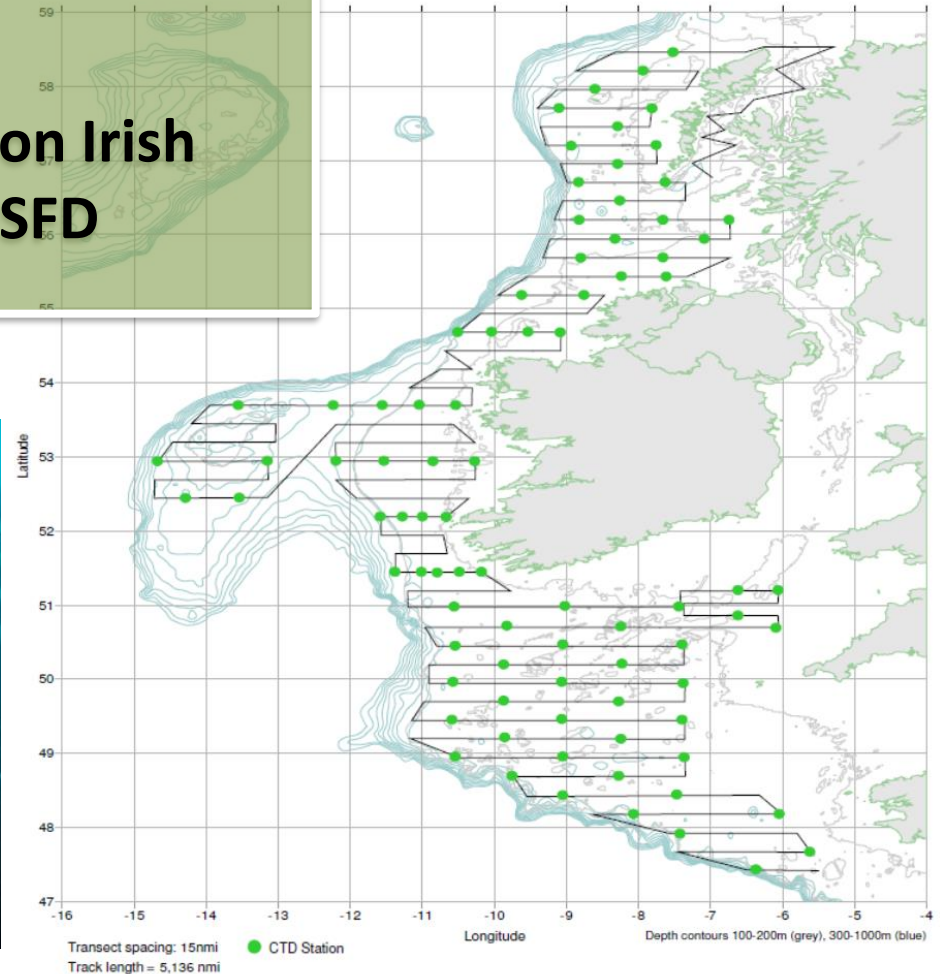 on Irish
SFD
59
58
57
56
55
54
53
52
51
50
49
48
47
Latitude
-16 -15 -14 -13 -12 -11 -10 -9 -8 -7 -6 -5 -4
Longitude
Transect spacing: 15nmi
CTD Station
Depth contours 100-200m (grey), 300-1000m (blue)
Track length = 5,136 nmi